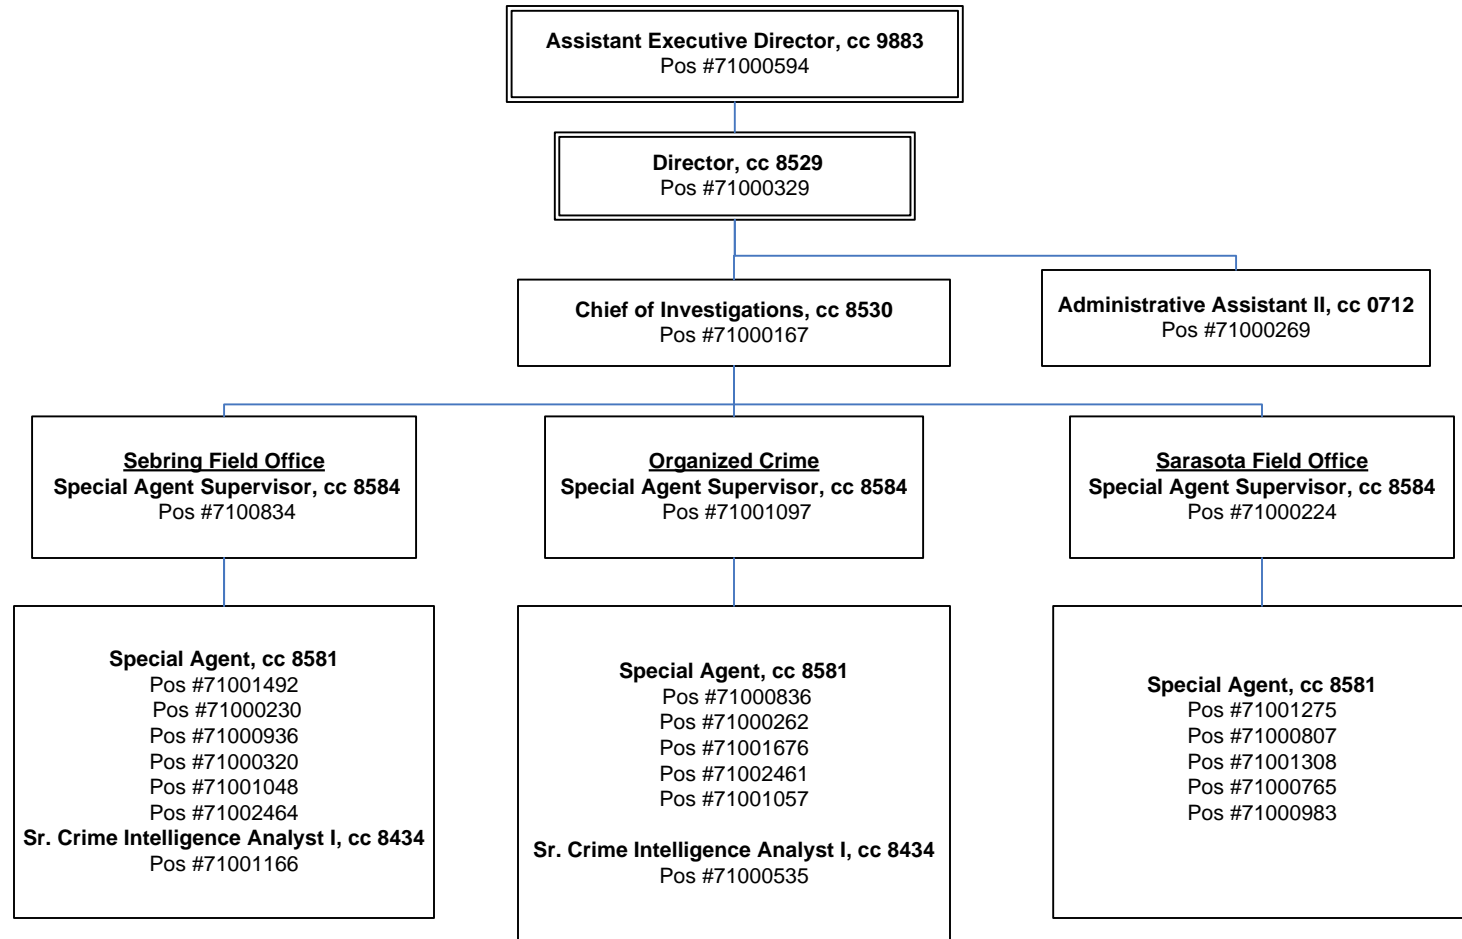 Assistant Executive Director, cc 9883
Pos #71000594
Director, cc 8529
Pos #71000329
Chief of Investigations, cc 8530
Pos #71000167
Administrative Assistant II, cc 0712
Pos #71000269
Sebring Field Office
Special Agent Supervisor, cc 8584
Pos #7100834
Organized Crime
Special Agent Supervisor, cc 8584
Pos #71001097
Sarasota Field Office
Special Agent Supervisor, cc 8584
Pos #71000224
Special Agent, cc 8581
Pos #71001492
Pos #71000230
Pos #71000936
Pos #71000320
Pos #71001048
Pos #71002464
Sr. Crime Intelligence Analyst I, cc 8434
Pos #71001166
Special Agent, cc 8581
Pos #71000836
Pos #71000262
Pos #71001676
Pos #71002461
Pos #71001057
Sr. Crime Intelligence Analyst I, cc 8434
Pos #71000535
Special Agent, cc 8581
Pos #71001275
Pos #71000807
Pos #71001308
Pos #71000765
Pos #71000983